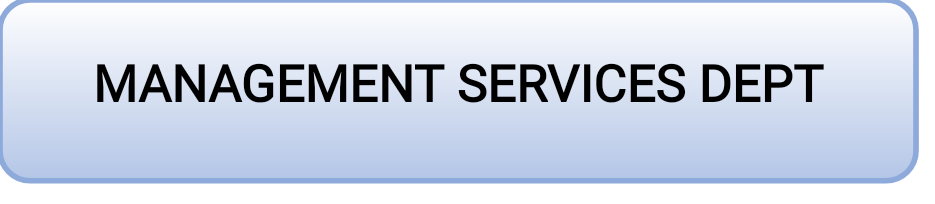 MANAGEMENT SERVICES DEPT